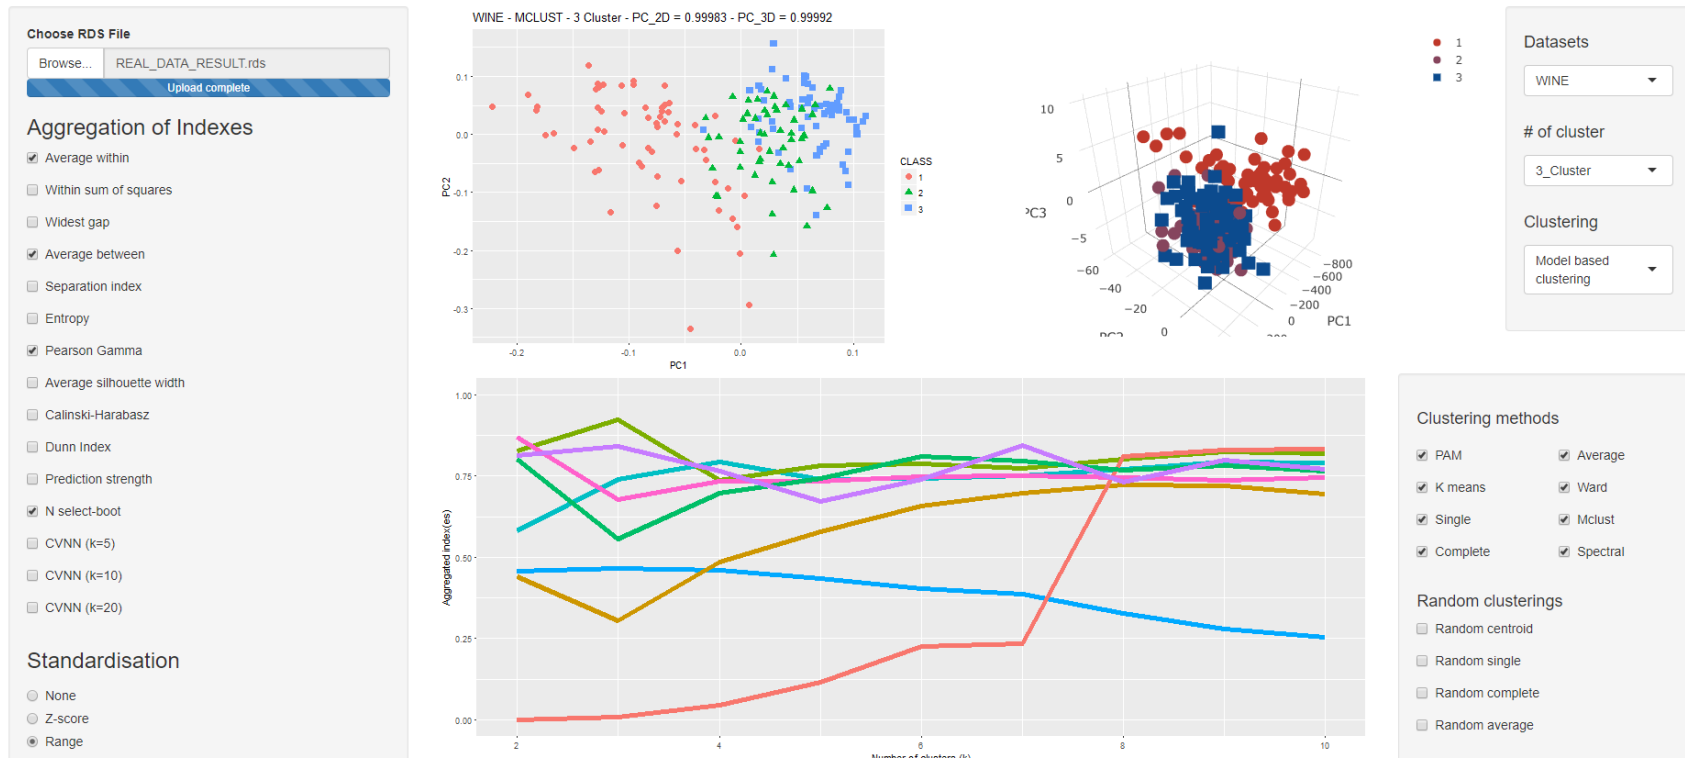 Choose RDS File
Browse... REAL_DATA_RESULT.rds
Upload complete
Aggregation of Indexes
Average within
Within sum of squares
Widest gap
Average between
Separation index
Entropy
Pearson Gamma
Average silhouette width
Calinski-Harabasz
Dunn Index
Prediction strength
N select-boot
CVNN (k=5)
CVNN (k=10)
CVNN (k=20)
Standardisation
None
Z-score
Range
WINE - MCLUST - 3 Cluster - PC_2D = 0.99983 - PC_3D = 0.99992
0.1
0.0
-0.1
-0.2
-0.3
PC2
-0.2 -0.1 0.0 0.1
PC1
CLASS
1
2
3
1
2
3
10
5
0
−5
PC3
−60
−40
−20
0
−800
−600
−400
−200
0
PC1
Datasets
WINE
# of cluster
3_Cluster
Clustering
Model based
clustering
1.00
0.75
0.50
0.25
0.00
Aggregated index(es)
2 4 6 8 10
Number of clusters (k)
Clustering methods
PAM Average
K means Ward
Single Mclust
Complete Spectral
Random clusterings
Random centroid
Random single
Random complete
Random average